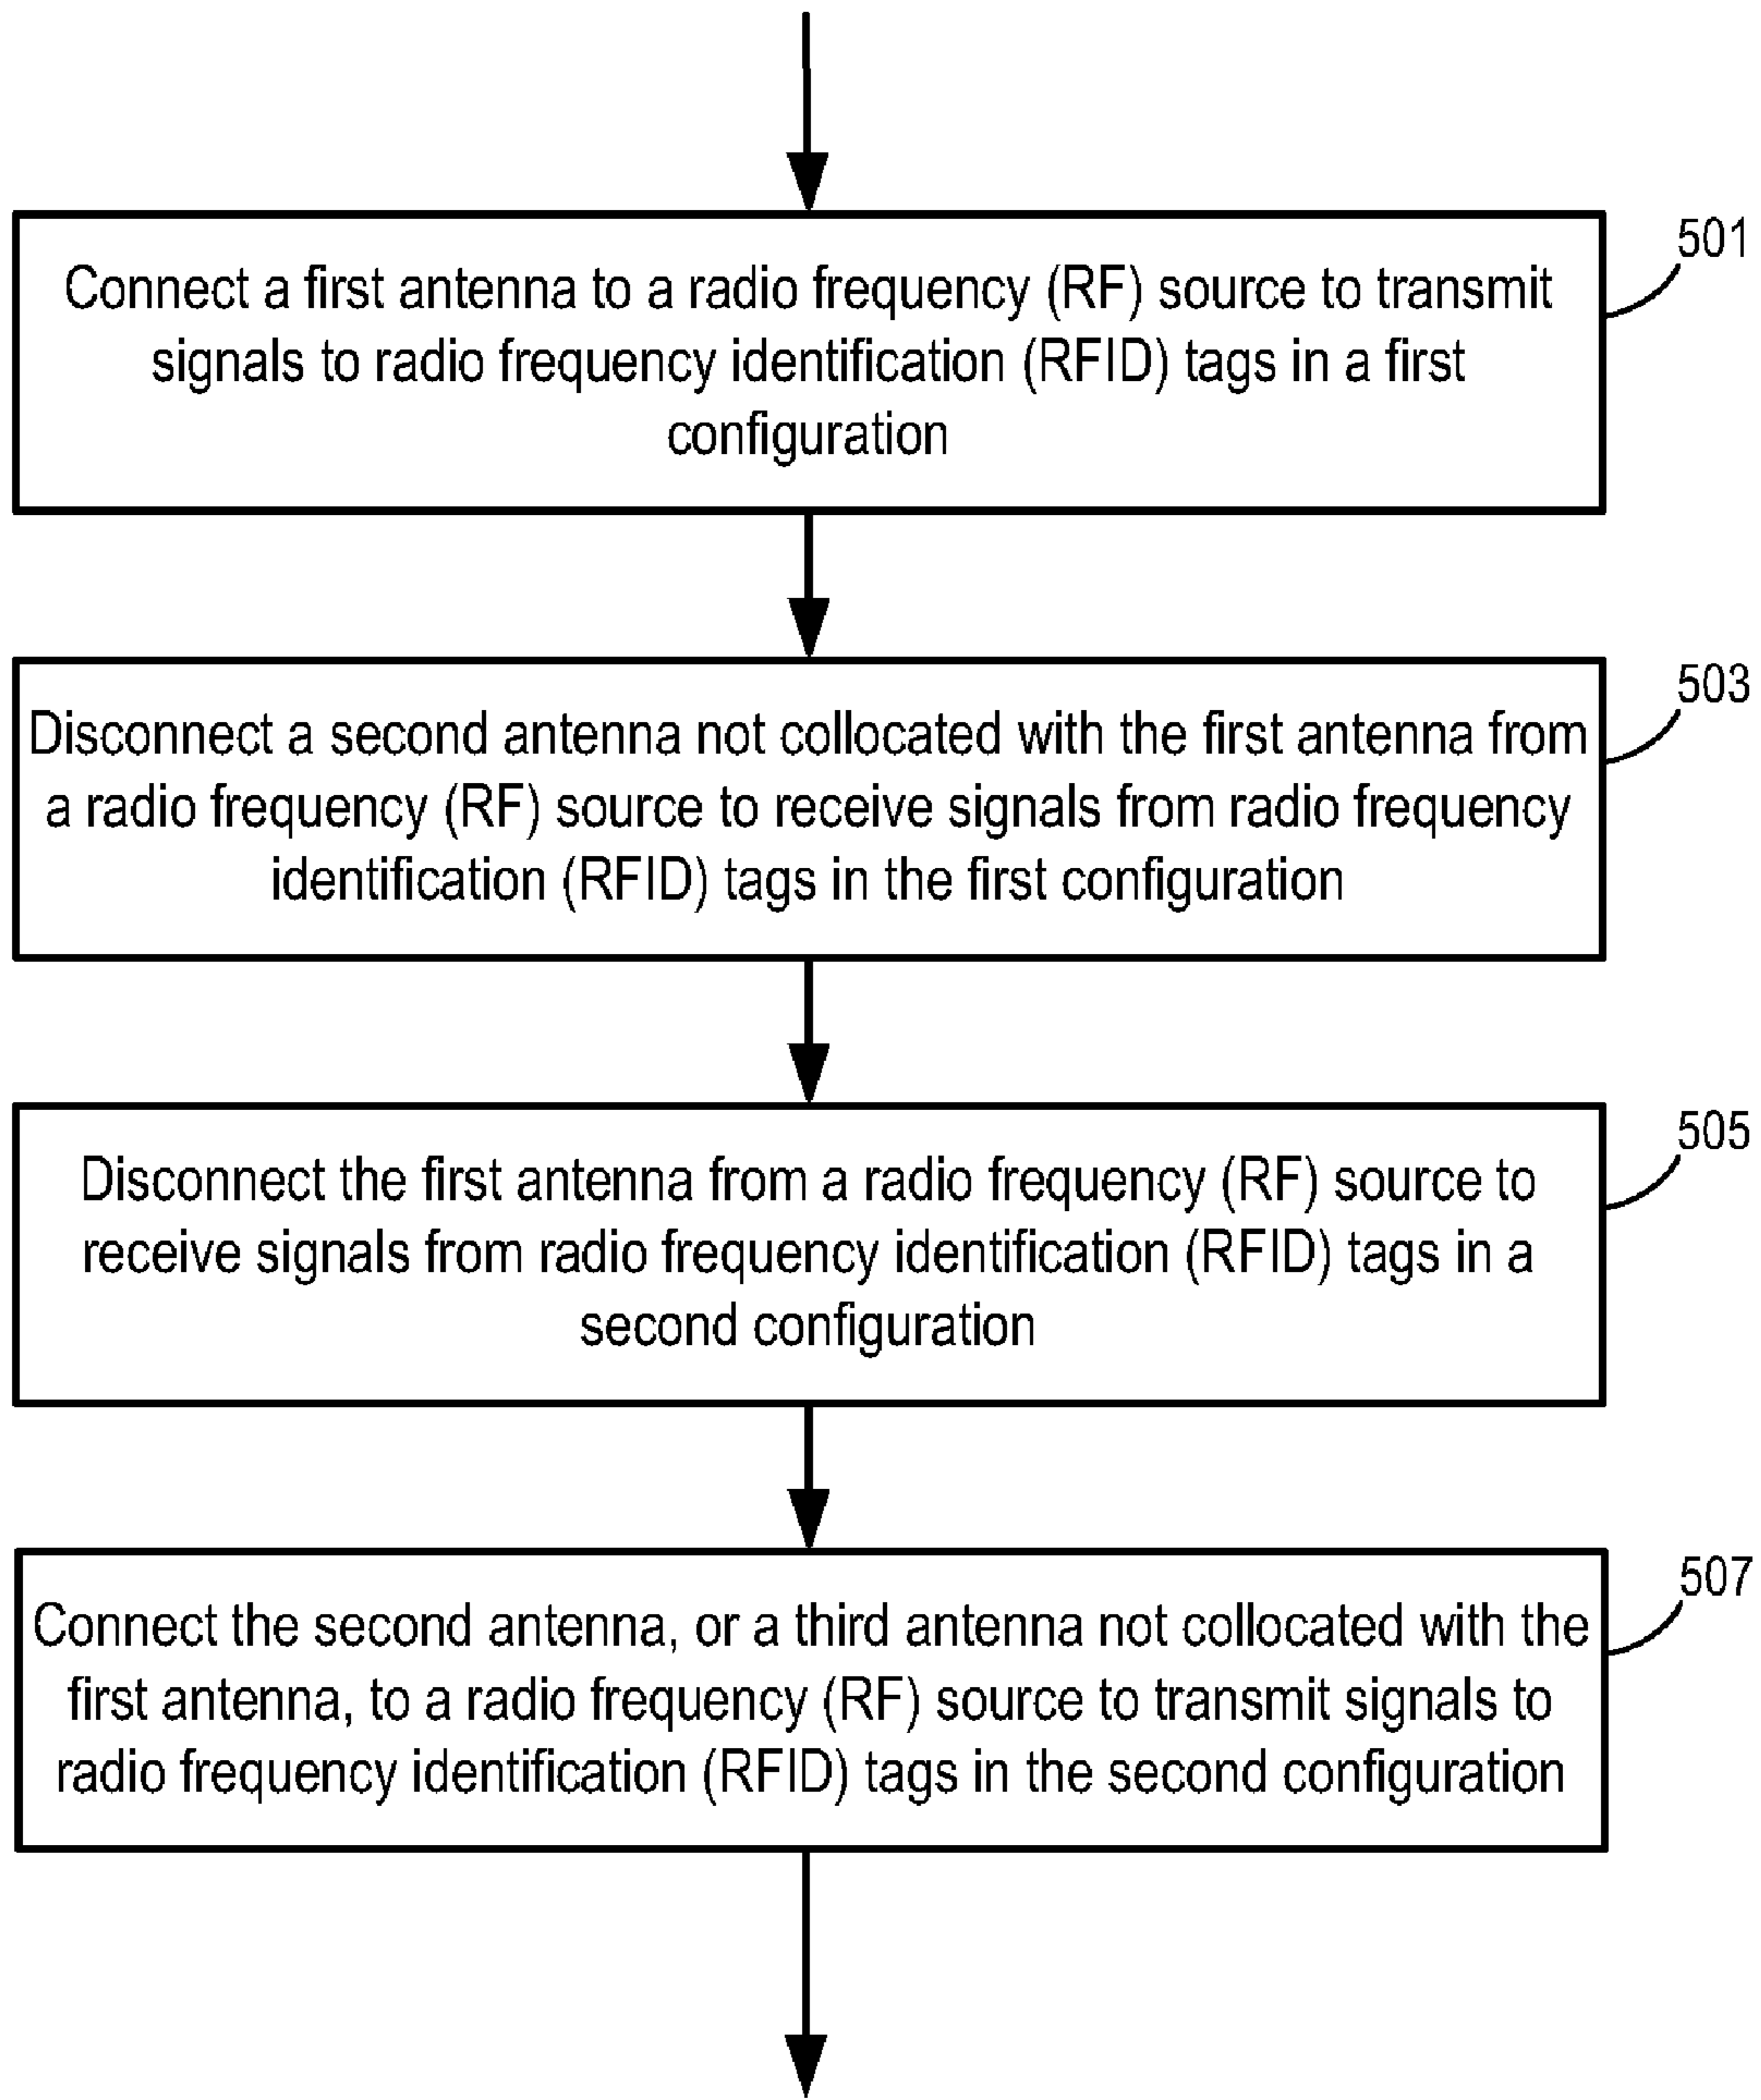 Connect a first antenna to a radio frequency (RF) source to transmit
signals to radio frequency identification (RFID) tags in a first
configuration
501
Disconnect a second antenna not collocated with the first antenna from
a radio frequency (RF) source to receive signals from radio frequency
identification (RFID) tags in the first configuration
503
Disconnect the first antenna from a radio frequency (RF) source to
receive signals from radio frequency identification (RFID) tags in a
second configuration
505
Connect the second antenna, or a third antenna not collocated with the
first antenna, to a radio frequency (RF) source to transmit signals to
radio frequency identification (RFID) tags in the second configuration
507